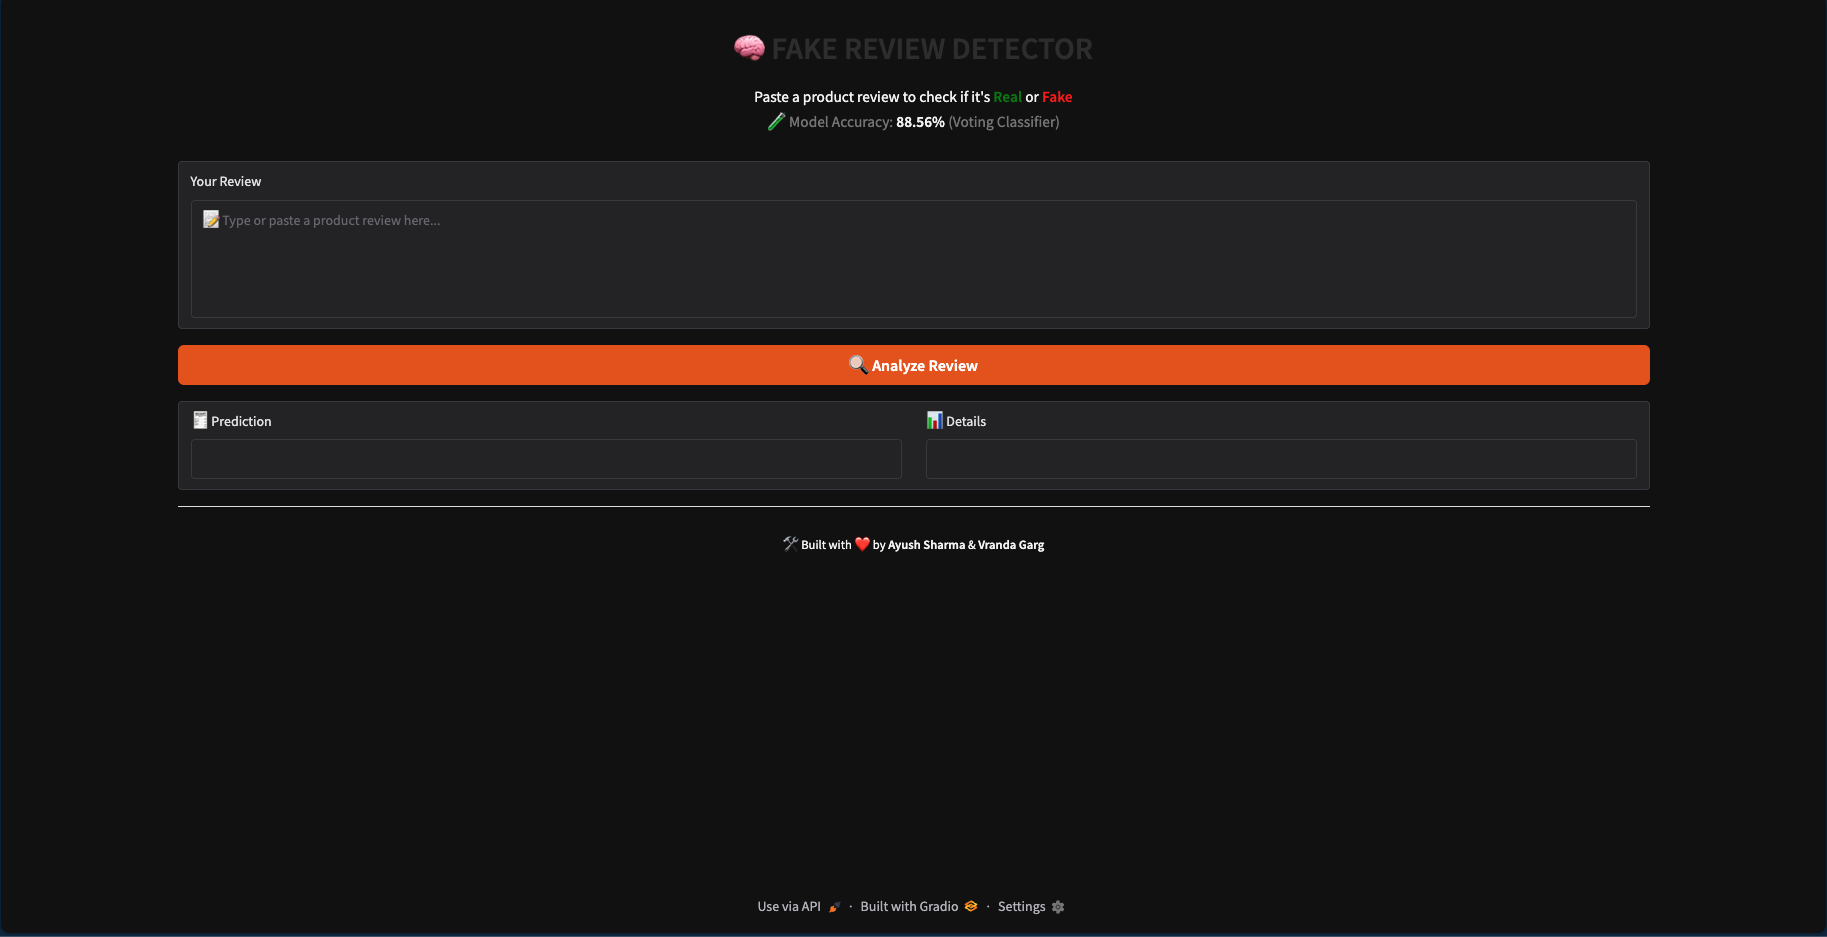 🧠 FAKE REVIEW DETECTOR
Paste a product review to check if it's Real or Fake
🧪 Model Accuracy: 88.56% (Voting Classifier)
Your Review
📝 Type or paste a product review here...
🔍 Analyze Review
🧾 Prediction
📊 Details
🛠️ Built with ❤️ by Ayush Sharma & Vranda Garg
Use via API 🚀 · Built with Gradio · Settings ⚙️